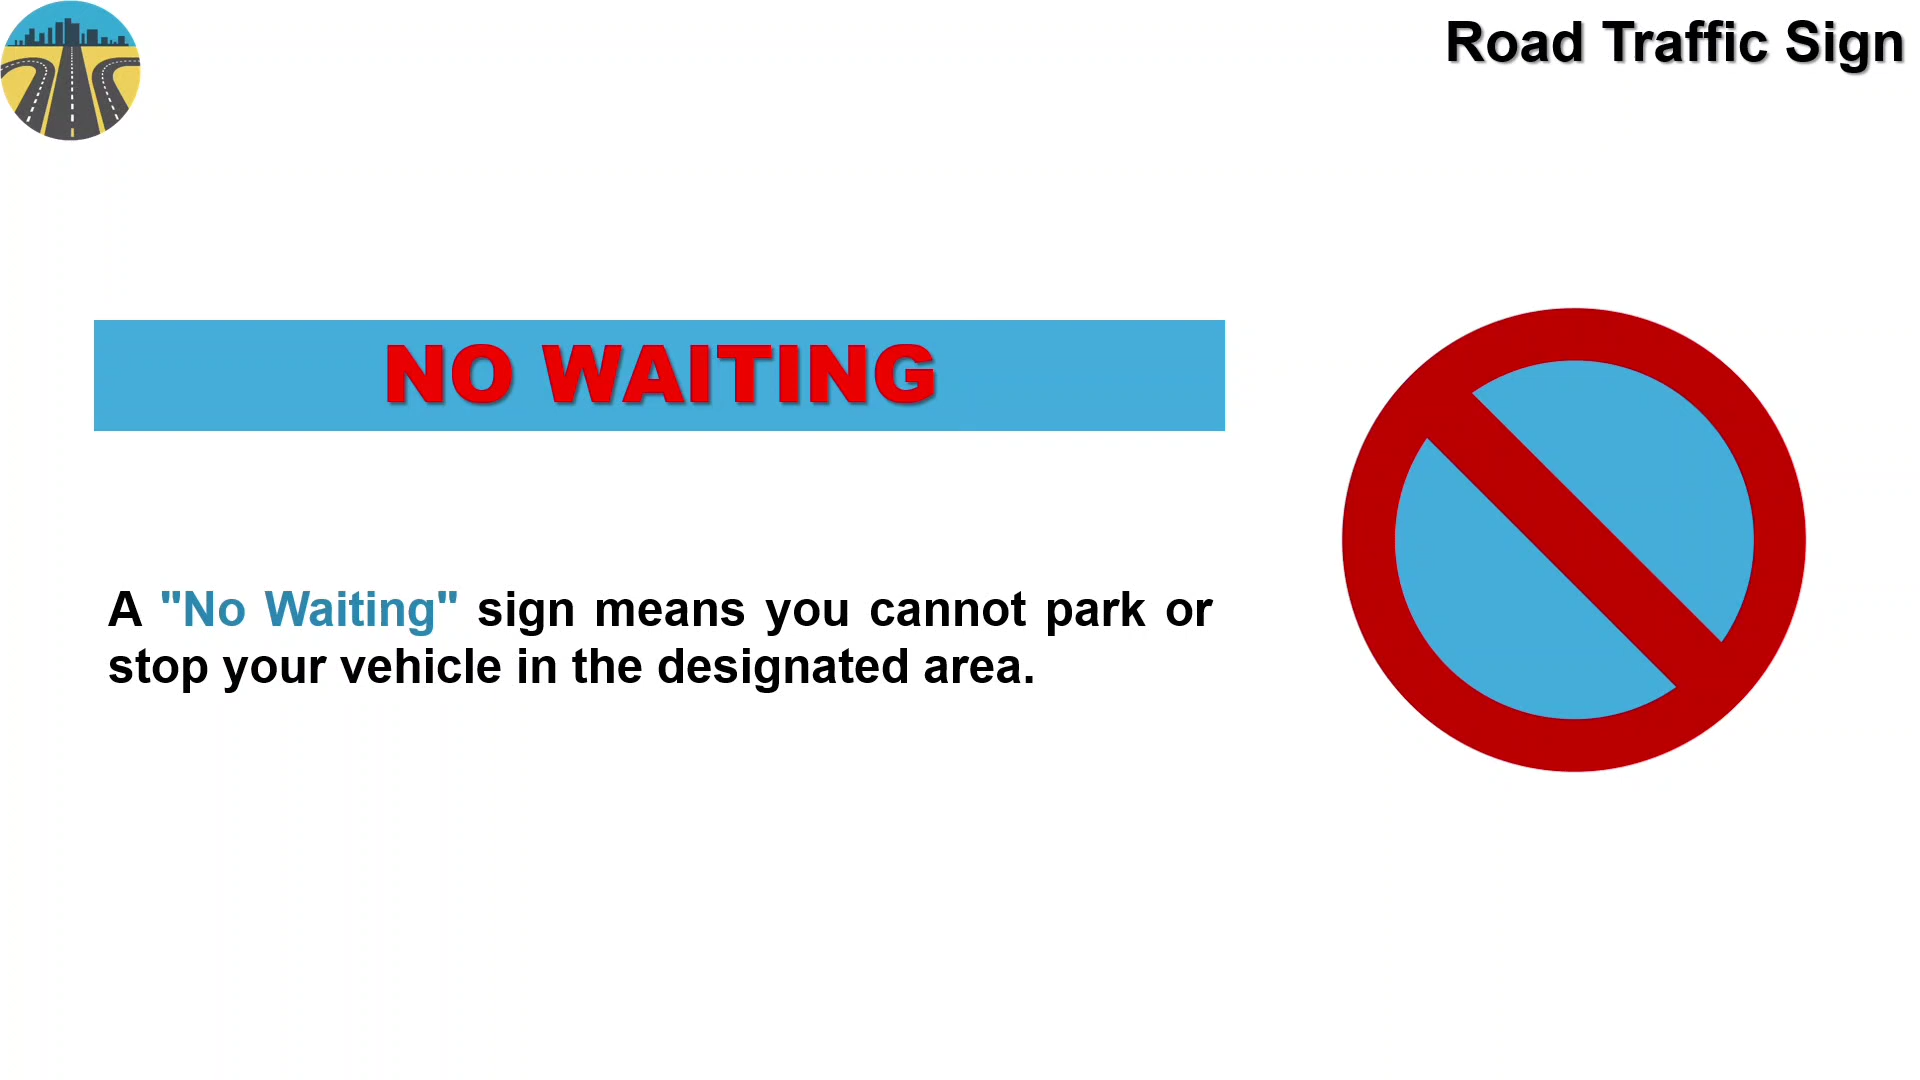 Road Traffic Sign
NO WAITING
A "No Waiting" sign means you cannot park or
stop your vehicle in the designated area.